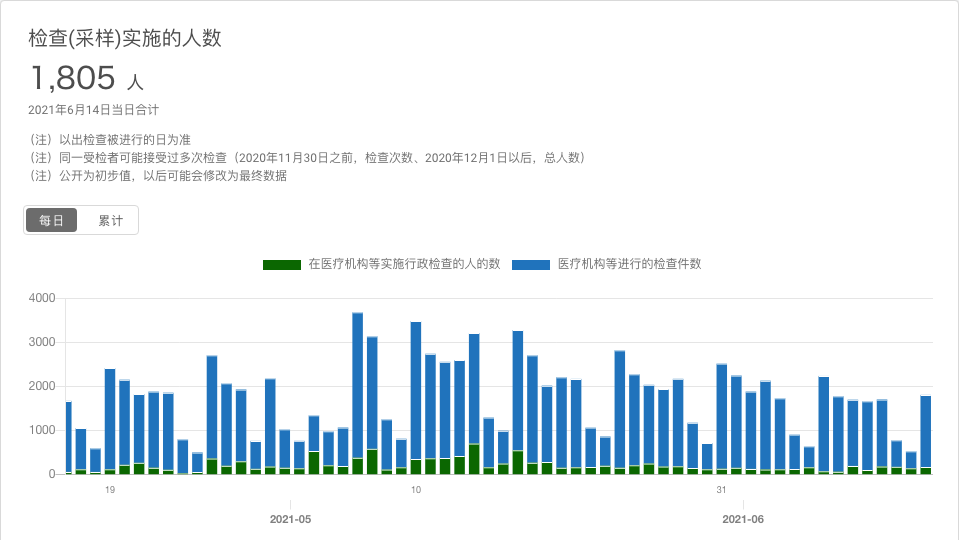 检查(采样)实施的人数
1,805 人
2021年6月14日当日合计
（注）以出检查被进行的日为准
（注）同一受检者可能接受过多次检查（2020年11月30日之前，检查次数、2020年12月1日以后，总人数）
（注）公开为初步值，以后可能会修改为最终数据
每日 累计
在医疗机构等实施行政检查的人的数 医疗机构等进行的检查件数
4000
3000
2000
1000
0
19 10 31
2021-05 2021-06